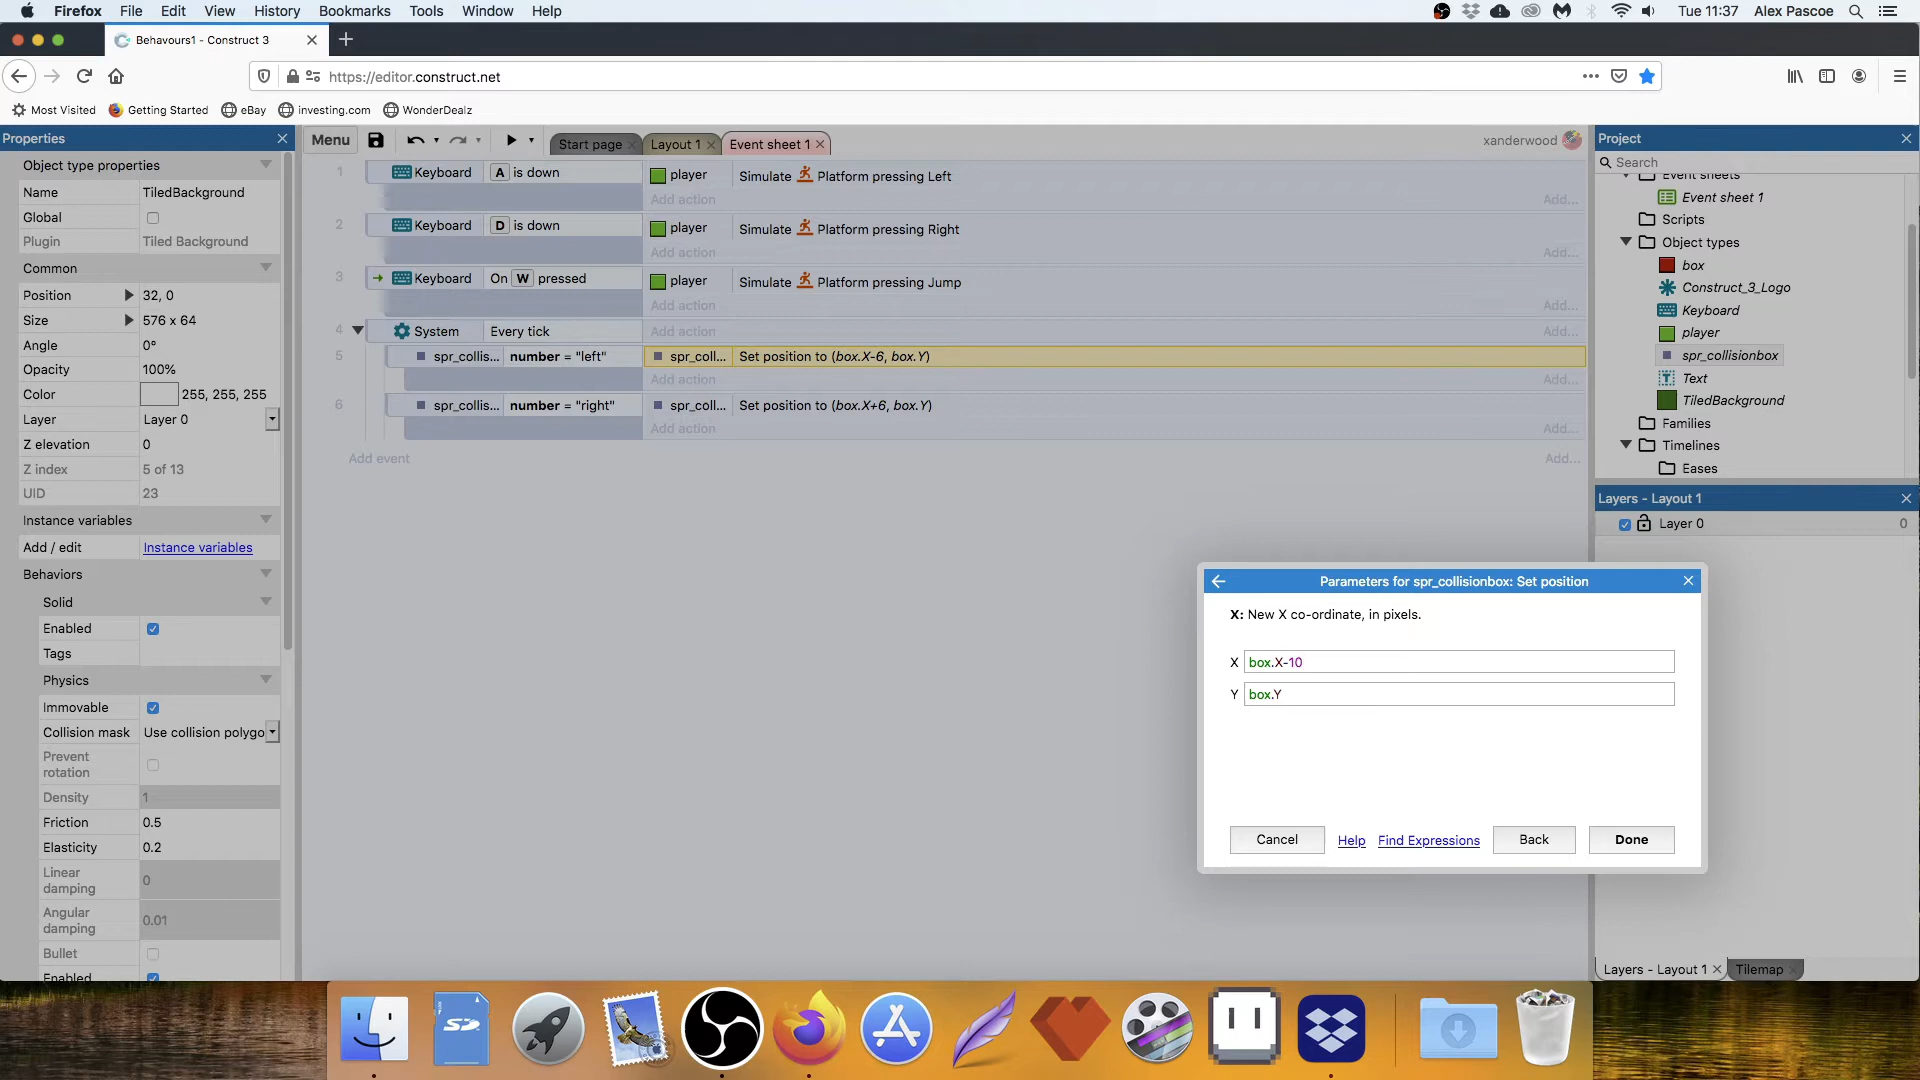 Firefox File Edit View History Bookmarks Tools Window Help Tue 11:37 Alex Pascoe
Behavours1 - Construct 3
https://editor.construct.net
Most Visited Getting Started eBay investing.com WonderDealz
Properties
Object type properties
Name TiledBackground
Global
Plugin Tiled Background
Common
Position 32, 0
Size 576 x 64
Angle 0°
Opacity 100%
Color 255, 255, 255
Layer Layer 0
Z elevation 0
Z index 5 of 13
UID 23
Instance variables
Add / edit Instance variables
Behaviors
Solid
Enabled
Tags
Physics
Immovable
Collision mask Use collision polygo
Prevent rotation
Density 1
Friction 0.5
Elasticity 0.2
Linear damping 0
Angular damping 0.01
Bullet
Enabled
Menu Start page Layout 1 Event sheet 1 xanderwood
1 Keyboard A is down player Simulate Platform pressing Left
Add action Add...
2 Keyboard D is down player Simulate Platform pressing Right
Add action Add...
3 Keyboard On W pressed player Simulate Platform pressing Jump
Add action Add...
4 System Every tick Add action Add...
5 spr_collis... number = "left" spr_coll... Set position to (box.X-6, box.Y)
Add action Add...
6 spr_collis... number = "right" spr_coll... Set position to (box.X+6, box.Y)
Add action Add...
Add event Add...
Parameters for spr_collisionbox: Set position
X: New X co-ordinate, in pixels.
X box.X-10
Y box.Y
Cancel Help Find Expressions Back Done
Project
Search
Event sheets
Event sheet 1
Scripts
Object types
box
Construct_3_Logo
Keyboard
player
spr_collisionbox
Text
TiledBackground
Families
Timelines
Eases
Layers - Layout 1
Layer 0 0
Layers - Layout 1 Tilemap